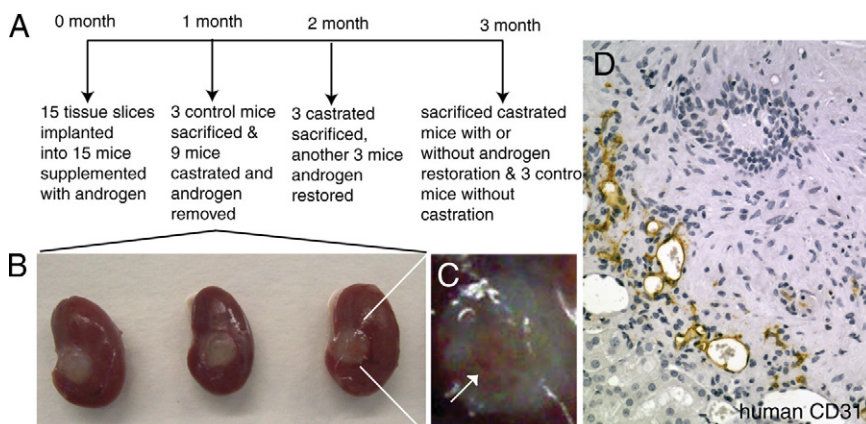 A
0 month
1 month
2 month
3 month
15 tissue slices
implanted
into 15 mice
supplemented
with androgen
3 control mice
sacrificed &
9 mice
castrated and
androgen
removed
3 castrated
sacrificed,
another 3 mice
androgen
restored
sacrificed castrated
mice with or
without androgen
restoration & 3 contro
mice without
castration
B
C
D
human CD31